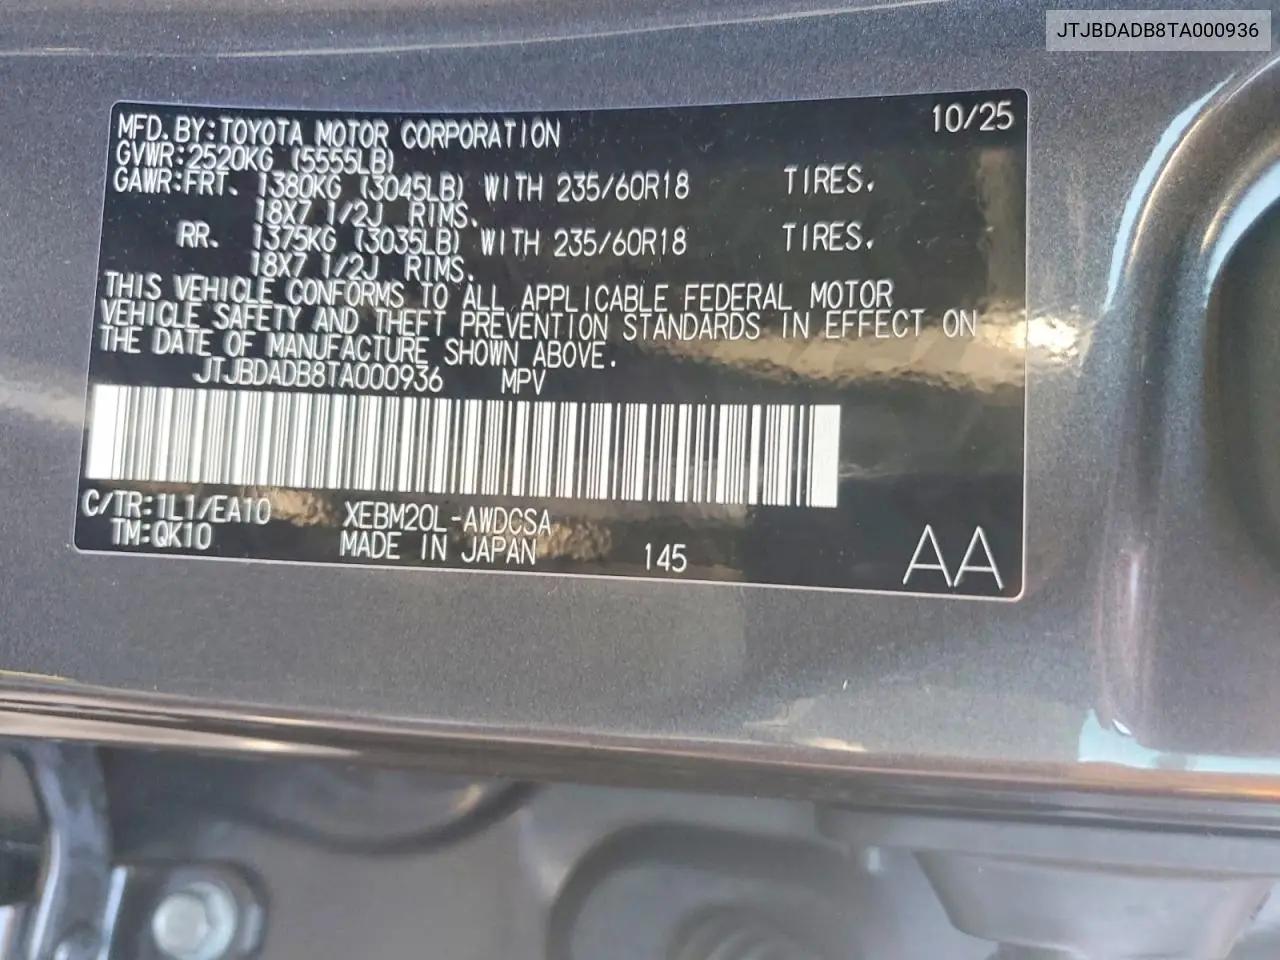 JTJBDADB8TA000936
MFD.BY:TOYOTA MOTOR CORPORATION 10/25
GVWR:2520KG (5555LB)
GAWR:FRT. 1380KG (3045LB) WITH 235/60R18 TIRES.
18X7 1/2J RIMS.
RR. 1375KG (3035LB) WITH 235/60R18 TIRES.
18X7 1/2J RIMS.
THIS VEHICLE CONFORMS TO ALL APPLICABLE FEDERAL MOTOR
VEHICLE SAFETY AND THEFT PREVENTION STANDARDS IN EFFECT ON
THE DATE OF MANUFACTURE SHOWN ABOVE.
JTJBDADB8TA000936 MPV
C/TR:1L1/EA10 XEBM20L-AWDCSA
TM:QK10 MADE IN JAPAN 145 AA